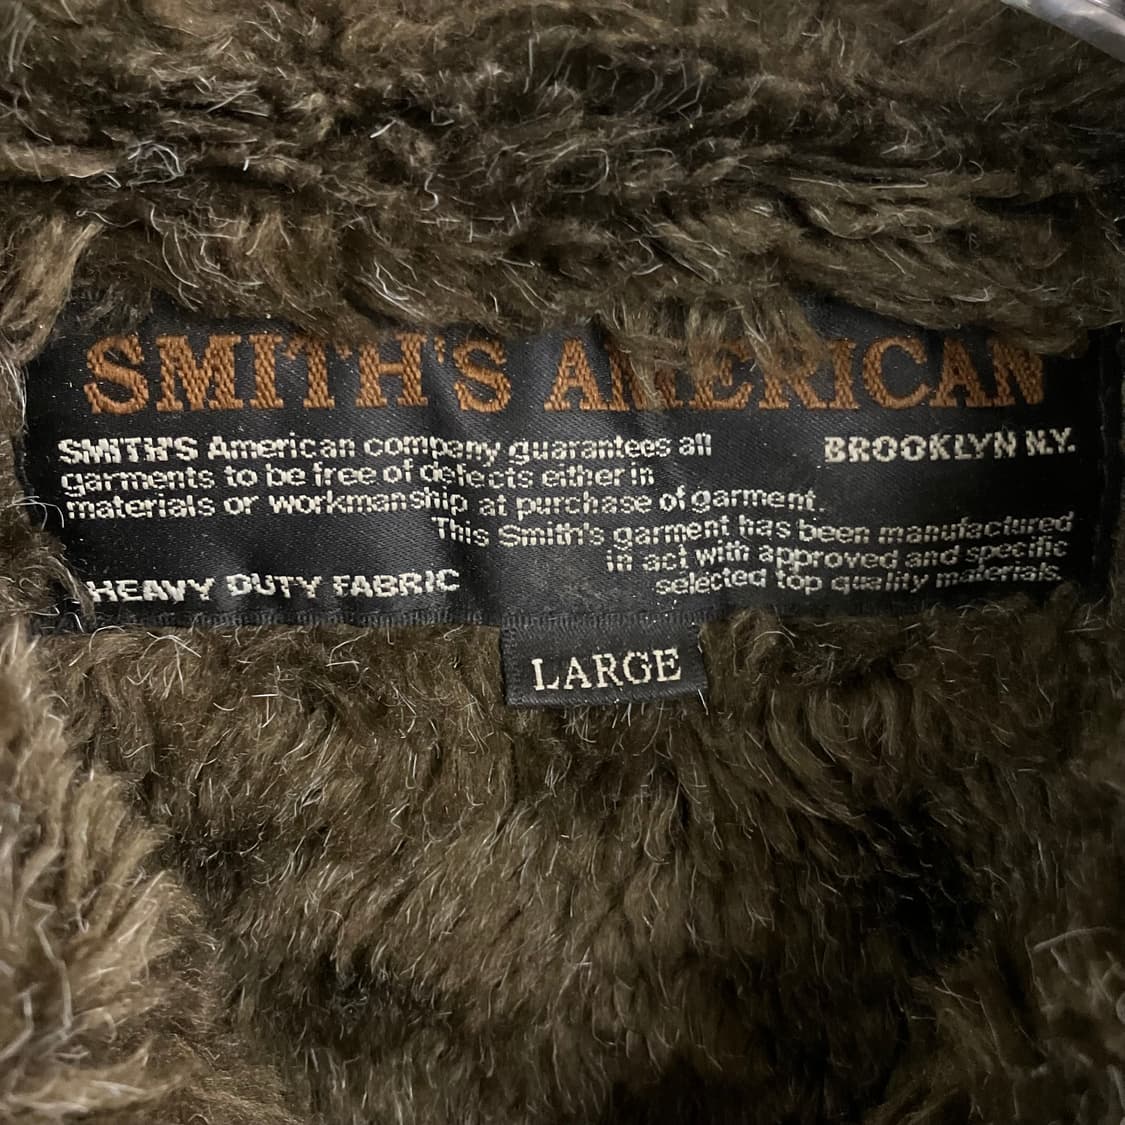 SMITH'S AMERICAN
SMITH'S American company guarantees all
garments to be free of defects either in
materials or workmanship at purchase of garment.
BROOKLYN N.Y.
This Smith's garment has been manufactured
in act with approved and specific
selected top quality materials.
HEAVY DUTY FABRIC
LARGE